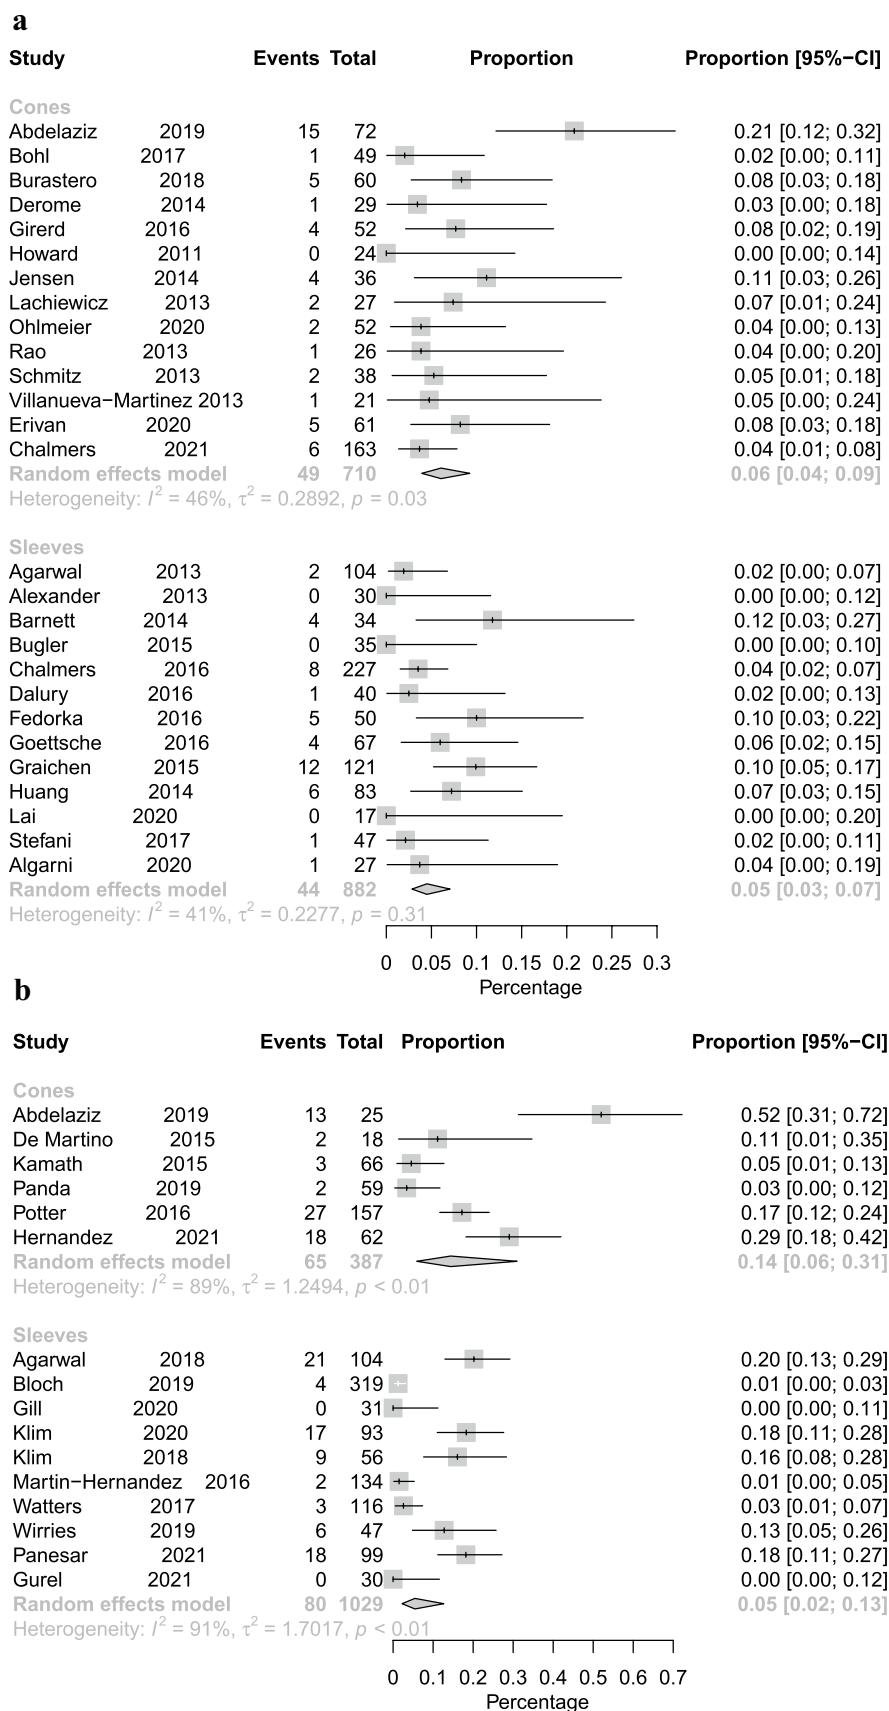 a
Study Events Total Proportion Proportion [95%−CI]
Cones
Abdelaziz 2019 15 72 0.21 [0.12; 0.32]
Bohl 2017 1 49 0.02 [0.00; 0.11]
Burastero 2018 5 60 0.08 [0.03; 0.18]
Derome 2014 1 29 0.03 [0.00; 0.18]
Girerd 2016 4 52 0.08 [0.02; 0.19]
Howard 2011 0 24 0.00 [0.00; 0.14]
Jensen 2014 4 36 0.11 [0.03; 0.26]
Lachiewicz 2013 2 27 0.07 [0.01; 0.24]
Ohlmeier 2020 2 52 0.04 [0.00; 0.13]
Rao 2013 1 26 0.04 [0.00; 0.20]
Schmitz 2013 2 38 0.05 [0.01; 0.18]
Villanueva−Martinez 2013 1 21 0.05 [0.00; 0.24]
Erivan 2020 5 61 0.08 [0.03; 0.18]
Chalmers 2021 6 163 0.04 [0.01; 0.08]
Random effects model 49 710 0.06 [0.04; 0.09]
Heterogeneity: I² = 46%, τ² = 0.2892, p = 0.03
Sleeves
Agarwal 2013 2 104 0.02 [0.00; 0.07]
Alexander 2013 0 30 0.00 [0.00; 0.12]
Barnett 2014 4 34 0.12 [0.03; 0.27]
Bugler 2015 0 35 0.00 [0.00; 0.10]
Chalmers 2016 8 227 0.04 [0.02; 0.07]
Dalury 2016 1 40 0.02 [0.00; 0.13]
Fedorka 2016 5 50 0.10 [0.03; 0.22]
Goettsche 2016 4 67 0.06 [0.02; 0.15]
Graichen 2015 12 121 0.10 [0.05; 0.17]
Huang 2014 6 83 0.07 [0.03; 0.15]
Lai 2020 0 17 0.00 [0.00; 0.20]
Stefani 2017 1 47 0.02 [0.00; 0.11]
Algarni 2020 1 27 0.04 [0.00; 0.19]
Random effects model 44 882 0.05 [0.03; 0.07]
Heterogeneity: I² = 41%, τ² = 0.2277, p = 0.31
0 0.05 0.1 0.15 0.2 0.25 0.3
Percentage
b
Study Events Total Proportion Proportion [95%−CI]
Cones
Abdelaziz 2019 13 25 0.52 [0.31; 0.72]
De Martino 2015 2 18 0.11 [0.01; 0.35]
Kamath 2015 3 66 0.05 [0.01; 0.13]
Panda 2019 2 59 0.03 [0.00; 0.12]
Potter 2016 27 157 0.17 [0.12; 0.24]
Hernandez 2021 18 62 0.29 [0.18; 0.42]
Random effects model 65 387 0.14 [0.06; 0.31]
Heterogeneity: I² = 89%, τ² = 1.2494, p < 0.01
Sleeves
Agarwal 2018 21 104 0.20 [0.13; 0.29]
Bloch 2019 4 319 0.01 [0.00; 0.03]
Gill 2020 0 31 0.00 [0.00; 0.11]
Klim 2020 17 93 0.18 [0.11; 0.28]
Klim 2018 9 56 0.16 [0.08; 0.28]
Martin−Hernandez 2016 2 134 0.01 [0.00; 0.05]
Watters 2017 3 116 0.03 [0.01; 0.07]
Wirries 2019 6 47 0.13 [0.05; 0.26]
Panesar 2021 18 99 0.18 [0.11; 0.27]
Gurel 2021 0 30 0.00 [0.00; 0.12]
Random effects model 80 1029 0.05 [0.02; 0.13]
Heterogeneity: I² = 91%, τ² = 1.7017, p < 0.01
0 0.1 0.2 0.3 0.4 0.5 0.6 0.7
Percentage